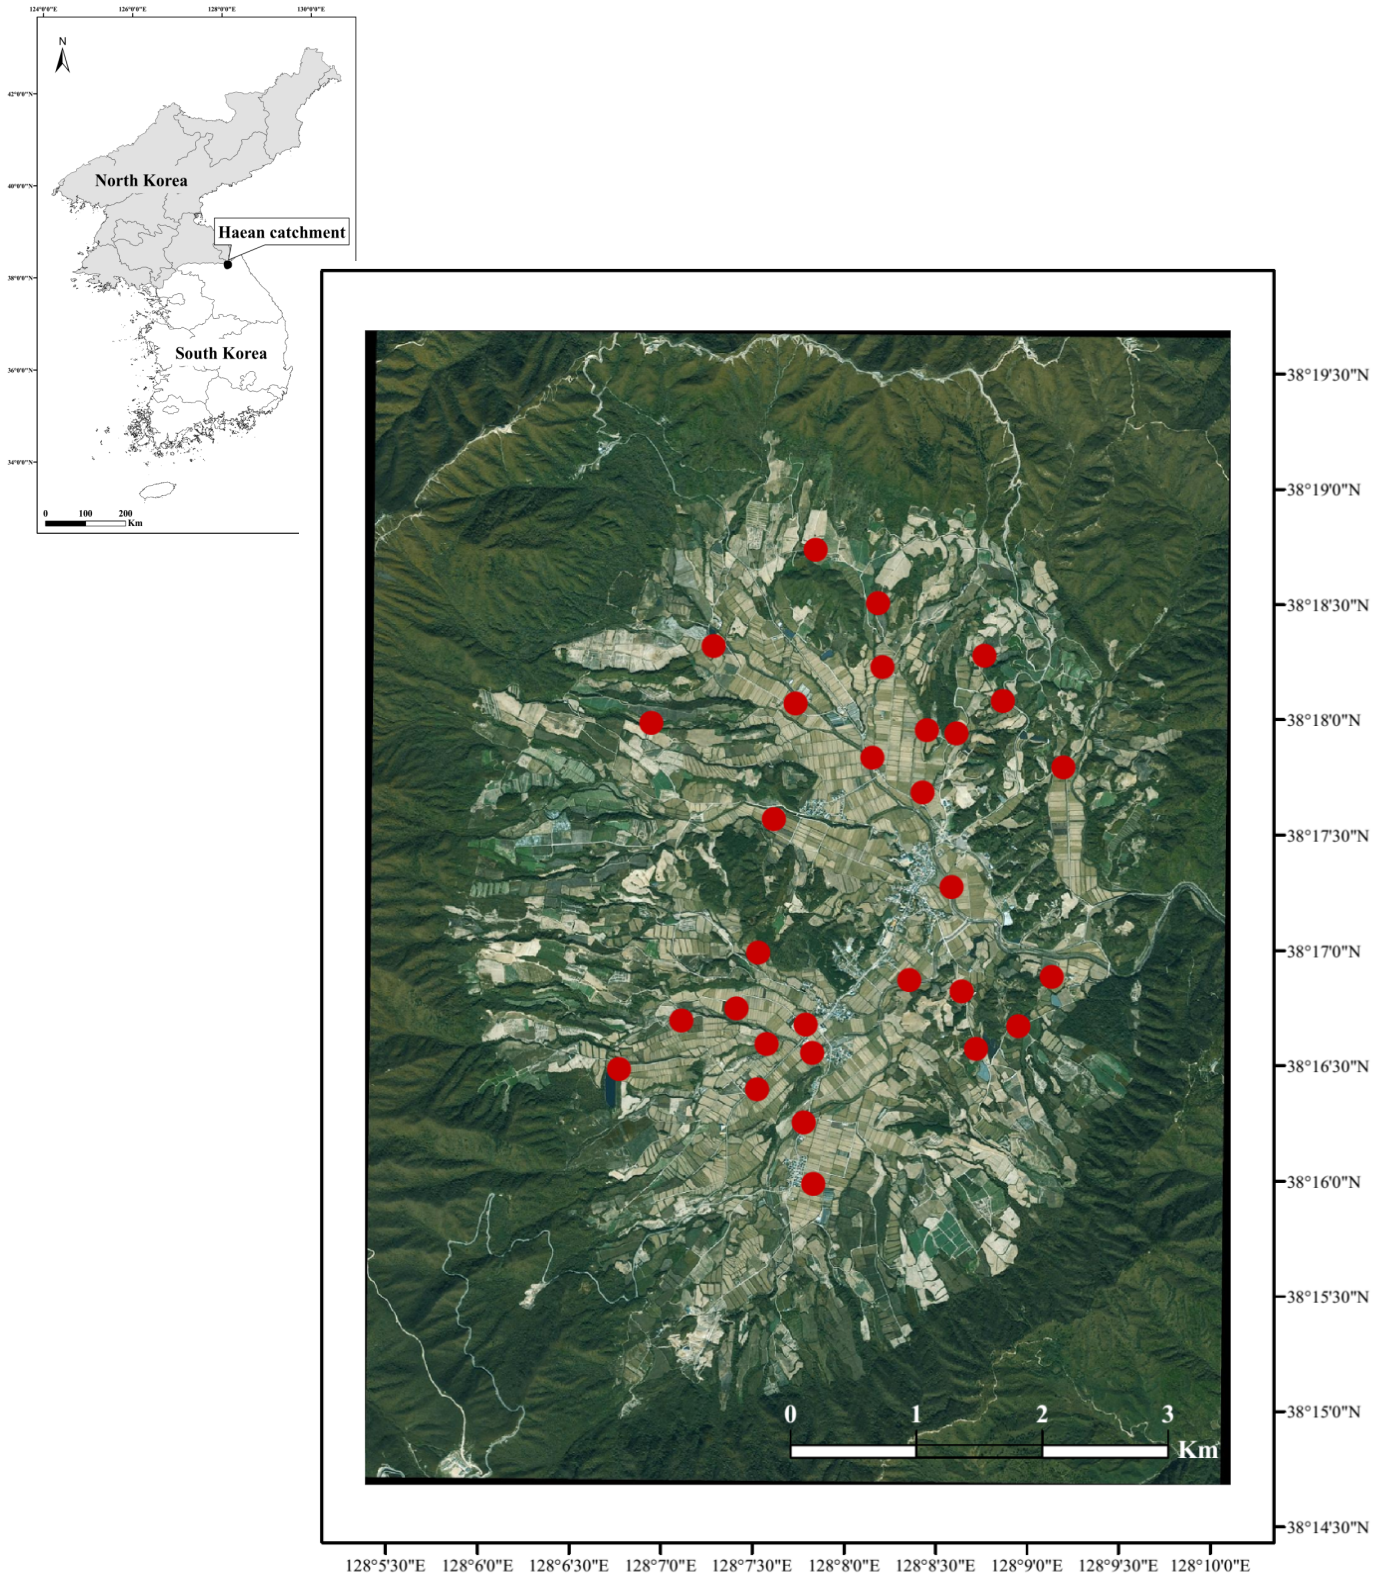 124°0'0"E 126°0'0"E 128°0'0"E 130°0'0"E
N
42°0'0"N
North Korea
40°0'0"N
Haean catchment
38°0'0"N
South Korea
36°0'0"N
34°0'0"N
0 100 200
Km
38°19'30"N
38°19'0"N
38°18'30"N
38°18'0"N
38°17'30"N
38°17'0"N
38°16'30"N
38°16'0"N
38°15'30"N
38°15'0"N
38°14'30"N
0 1 2 3
Km
128°5'30"E 128°6'0"E 128°6'30"E 128°7'0"E 128°7'30"E 128°8'0"E 128°8'30"E 128°9'0"E 128°9'30"E 128°10'0"E